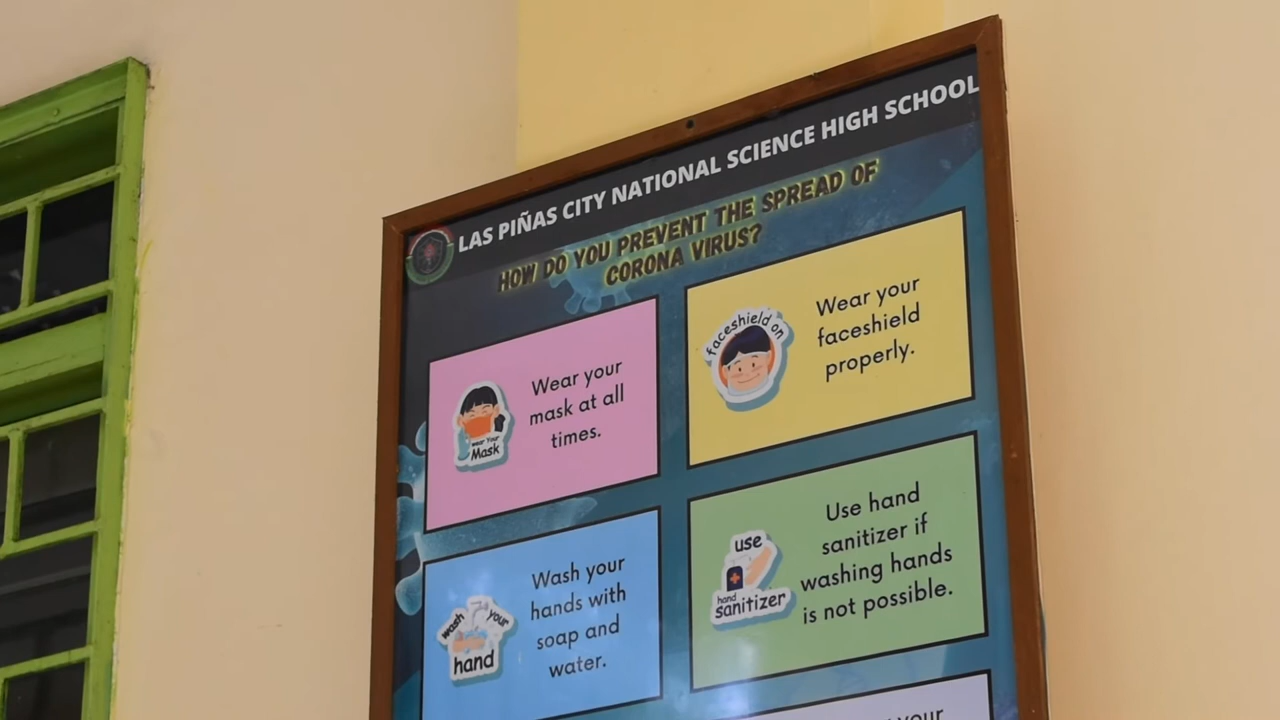 LAS PIÑAS CITY NATIONAL SCIENCE HIGH SCHOOL
HOW DO YOU PREVENT THE SPREAD OF
CORONA VIRUS?
wear Your
Mask
Wear your
mask at all
times.
faceshield on
Wear your
faceshield
properly.
wash your
hand
Wash your
hands with
soap and
water.
use
hand
sanitizer
Use hand
sanitizer if
washing hands
is not possible.
your